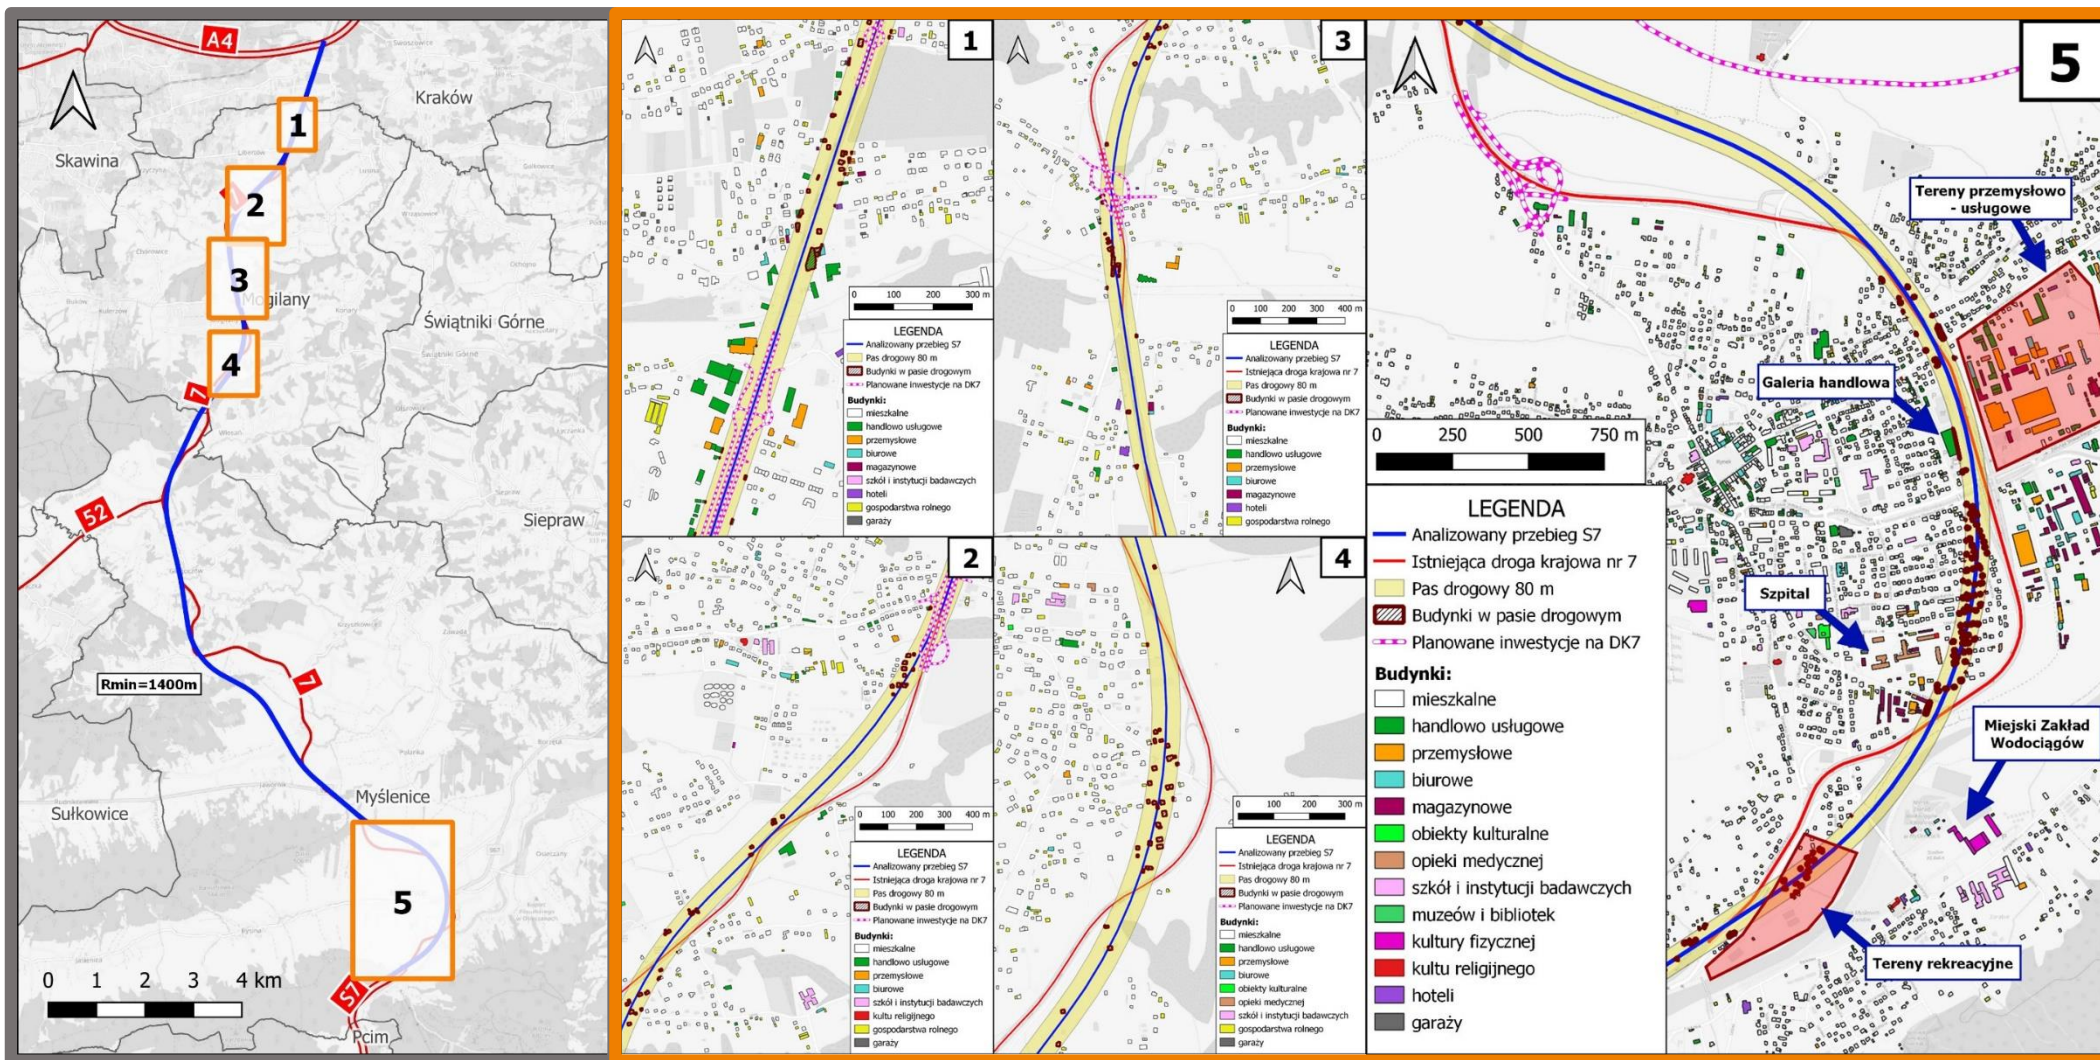 A4
Kraków
1
Skawina
2
3
Mogilany
Świątniki Górne
4
7
52
Siepraw
Rmin=1400m
7
Myślenice
Sułkowice
5
0 1 2 3 4 km
S7
Pcim
1
0 100 200 300 m
LEGENDA
Analizowany przebieg S7
Pas drogowy 80 m
Budynki w pasie drogowym
Planowane inwestycje na DK7
Budynki:
mieszkalne
handlowo usługowe
przemysłowe
biurowe
magazynowe
szkół i instytucji badawczych
hoteli
gospodarstwa rolnego
garaży
3
0 100 200 300 400 m
LEGENDA
Analizowany przebieg S7
Istniejąca droga krajowa nr 7
Pas drogowy 80 m
Budynki w pasie drogowym
Planowane inwestycje na DK7
Budynki:
mieszkalne
handlowo usługowe
przemysłowe
biurowe
magazynowe
hoteli
gospodarstwa rolnego
2
0 100 200 300 400 m
LEGENDA
Analizowany przebieg S7
Istniejąca droga krajowa nr 7
Pas drogowy 80 m
Budynki w pasie drogowym
Planowane inwestycje na DK7
Budynki:
mieszkalne
handlowo usługowe
przemysłowe
biurowe
szkół i instytucji badawczych
kultu religijnego
gospodarstwa rolnego
garaży
4
0 100 200 300 m
LEGENDA
Analizowany przebieg S7
Istniejąca droga krajowa nr 7
Pas drogowy 80 m
Budynki w pasie drogowym
Planowane inwestycje na DK7
Budynki:
mieszkalne
handlowo usługowe
przemysłowe
biurowe
obiekty kulturalne
opieki medycznej
szkół i instytucji badawczych
gospodarstwa rolnego
garaży
5
Tereny przemysłowo
- usługowe
Galeria handlowa
0 250 500 750 m
LEGENDA
Analizowany przebieg S7
Istniejąca droga krajowa nr 7
Pas drogowy 80 m
Budynki w pasie drogowym
Planowane inwestycje na DK7
Budynki:
mieszkalne
handlowo usługowe
przemysłowe
biurowe
magazynowe
obiekty kulturalne
opieki medycznej
szkół i instytucji badawczych
muzeów i bibliotek
kultury fizycznej
kultu religijnego
hoteli
garaży
Szpital
Miejski Zakład
Wodociągów
Tereny rekreacyjne